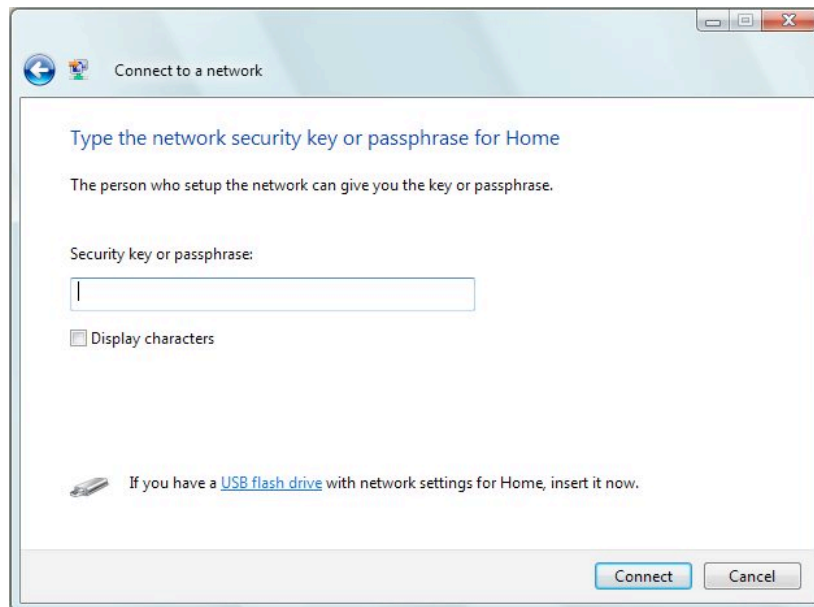 Connect to a network
Type the network security key or passphrase for Home
The person who setup the network can give you the key or passphrase.
Security key or passphrase:
Display characters
If you have a USB flash drive with network settings for Home, insert it now.
Connect Cancel